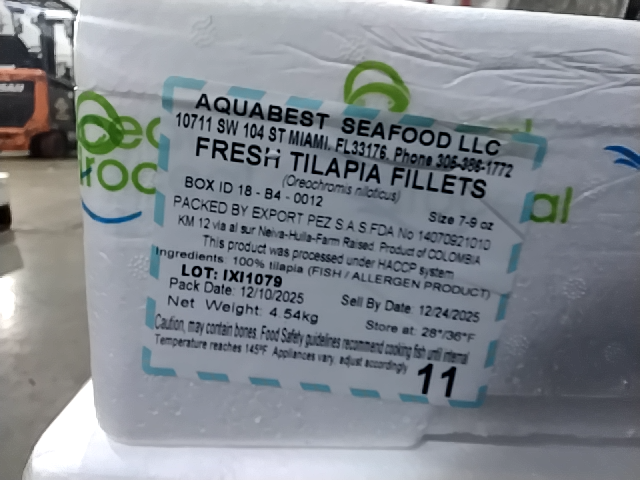 AQUABEST SEAFOOD LLC
10711 SW 104 ST MIAMI, FL33176. Phone 305-386-1772
FRESH TILAPIA FILLETS
(Oreochromis niloticus)
BOX ID 18 - B4 - 0012
Size 7-9 oz
PACKED BY EXPORT PEZ S.A.S.FDA No 14070921010
KM 12 via al sur Neiva-Huila-Farm Raised Product of COLOMBIA
This product was processed under HACCP system
Ingredients: 100% tilapia (FISH / ALLERGEN PRODUCT)
LOT: IXI1079
Pack Date: 12/10/2025
Sell By Date: 12/24/2025
Net Weight: 4.54kg
Store at: 28°/36°F
Caution, may contain bones. Food Safety guidelines recommend cooking fish until internal
Temperature reaches 145°F. Appliances vary, adjust accordingly
11
al